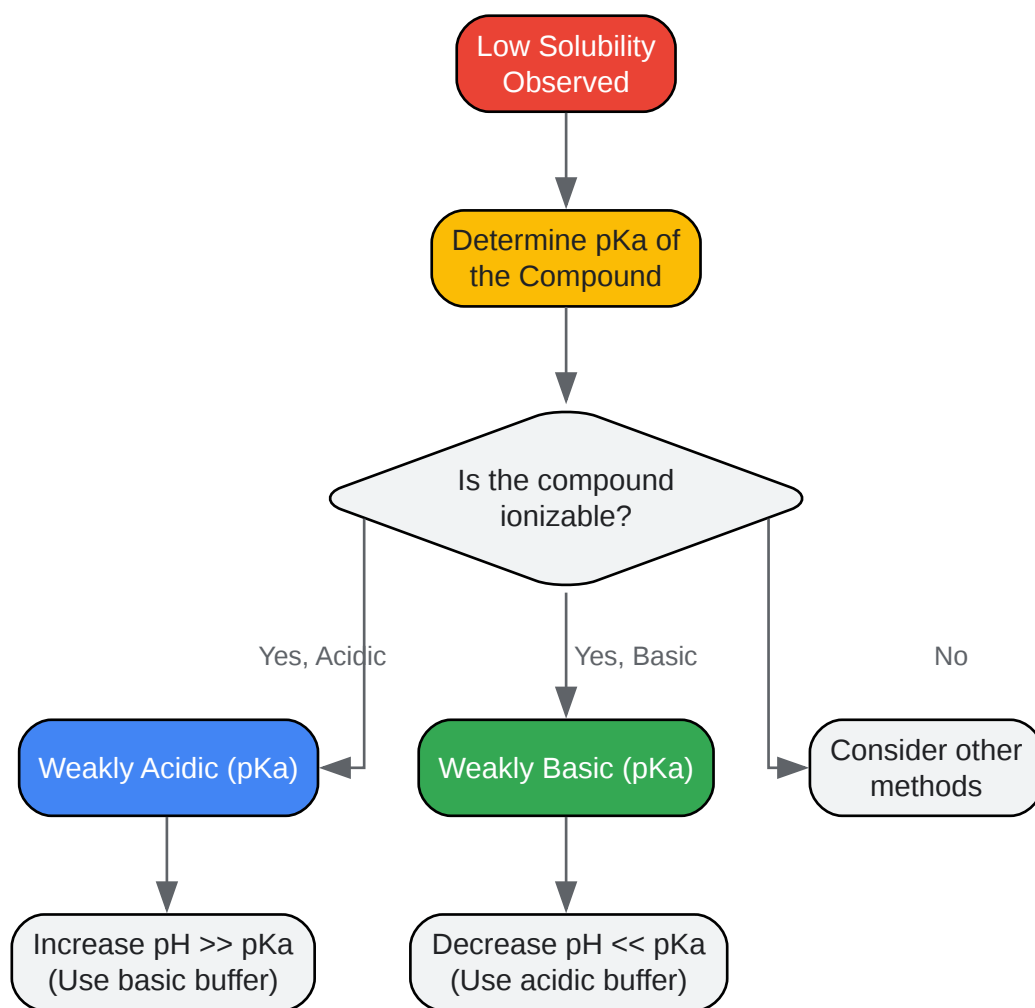 Low Solubility
Observed
Determine pKa of
the Compound
Is the compound
ionizable?
Yes, Acidic
Yes, Basic
No
Weakly Acidic (pKa)
Weakly Basic (pKa)
Consider other
methods
Increase pH >> pKa
(Use basic buffer)
Decrease pH << pKa
(Use acidic buffer)